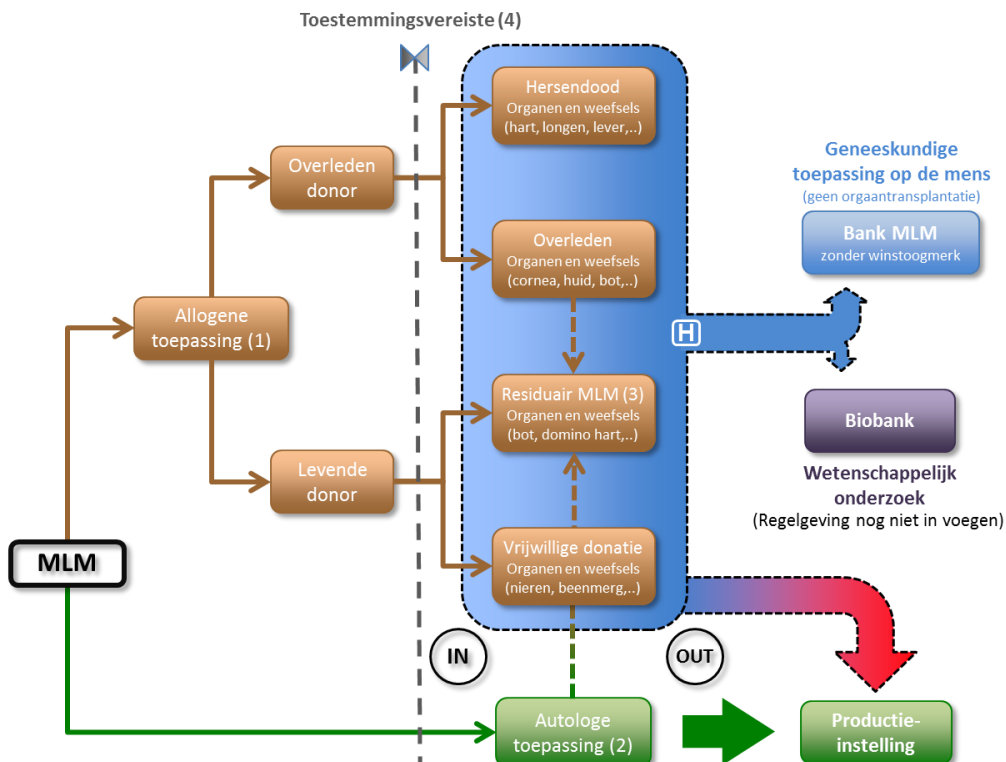 Toestemmingsvereiste (4)
Hersendood
Organen en weefsels
(hart, longen, lever,..)
Overleden
donor
Geneeskundige
toepassing op de mens
(geen orgaantransplantatie)
Bank MLM
zonder winstoogmerk
Overleden
Organen en weefsels
(cornea, huid, bot,..)
Allogene
toepassing (1)
H
Residuair MLM (3)
Organen en weefsels
(bot, domino hart,..)
Biobank
Wetenschappelijk
onderzoek
(Regelgeving nog niet in voegen)
Levende
donor
Vrijwillige donatie
Organen en weefsels
(nieren, beenmerg,..)
MLM
IN
OUT
Autologe
toepassing (2)
Productie-
instelling